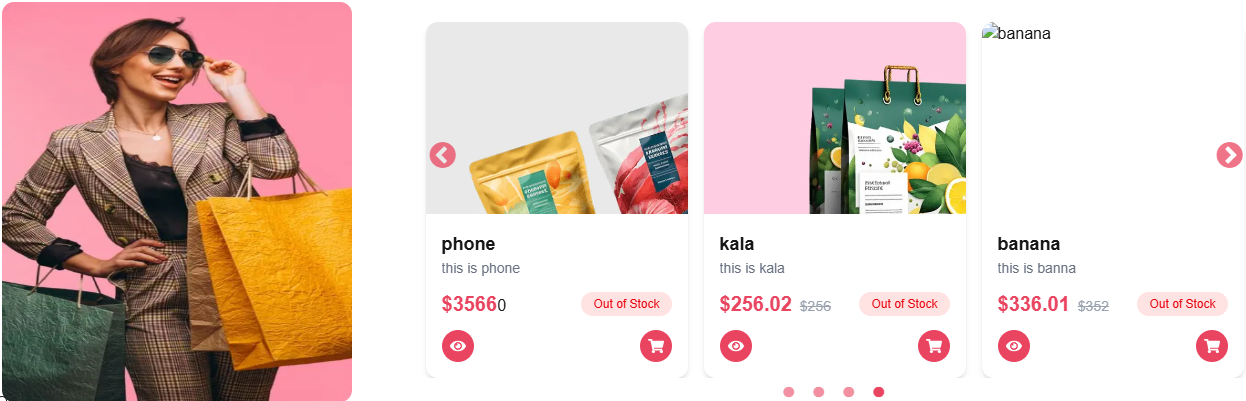 banana
phone
this is phone
$35660
Out of Stock
kala
this is kala
$256.02 $256
Out of Stock
banana
this is banna
$336.01 $352
Out of Stock